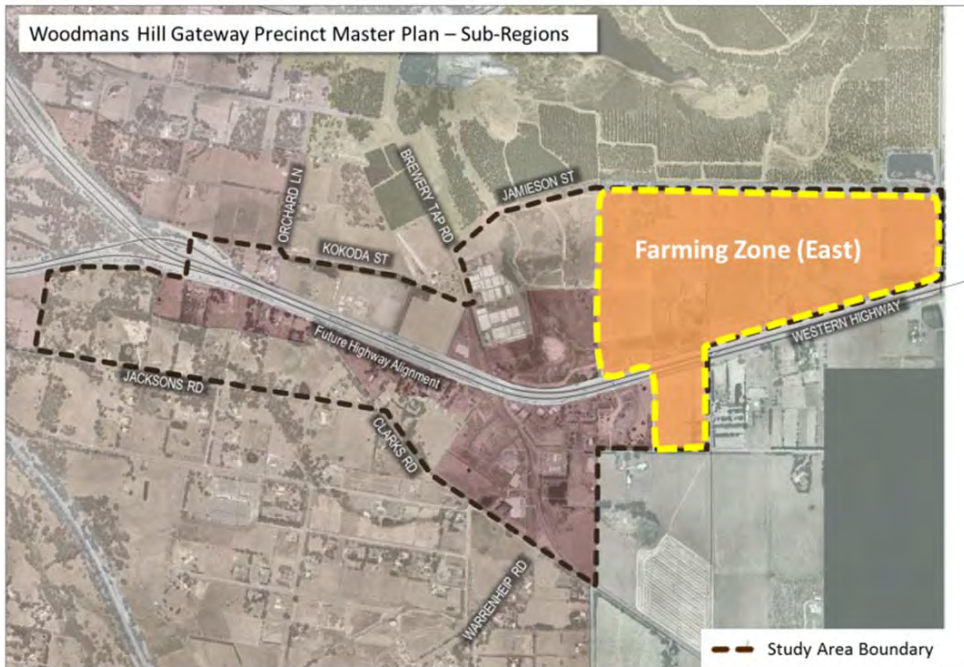 Woodmans Hill Gateway Precinct Master Plan – Sub-Regions
ORCHARD LN
BREWERY TAP RD
JAMIESON ST
KOKODA ST
Farming Zone (East)
WESTERN HIGHWAY
Future Highway Alignment
JACKSONS RD
CLARKS RD
WARRENHEIP RD
Study Area Boundary